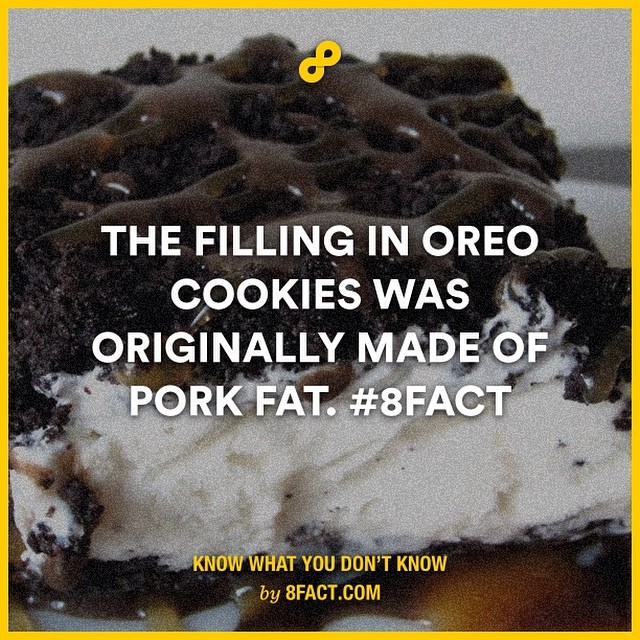 THE FILLING IN OREO
COOKIES WAS
ORIGINALLY MADE OF
PORK FAT. #8FACT
KNOW WHAT YOU DON'T KNOW
by 8FACT.COM